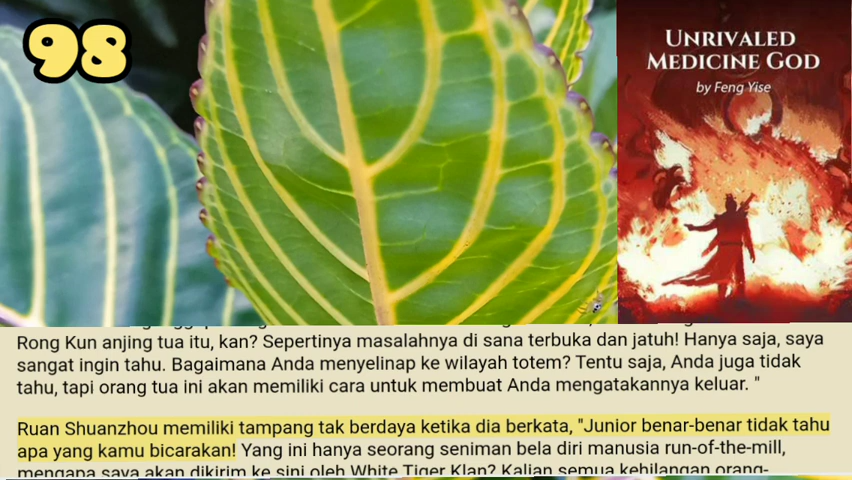 98
UNRIVALED
MEDICINE GOD
by Feng Yise
Rong Kun anjing tua itu, kan? Sepertinya masalahnya di sana terbuka dan jatuh! Hanya saja, saya
sangat ingin tahu. Bagaimana Anda menyelinap ke wilayah totem? Tentu saja, Anda juga tidak
tahu, tapi orang tua ini akan memiliki cara untuk membuat Anda mengatakannya keluar. "
Ruan Shuanzhou memiliki tampang tak berdaya ketika dia berkata, "Junior benar-benar tidak tahu
apa yang kamu bicarakan! Yang ini hanya seorang seniman bela diri manusia run-of-the-mill,
mengapa saya akan dikirim ke sini oleh White Tiger Klan? Kalian semua kehilangan orang-